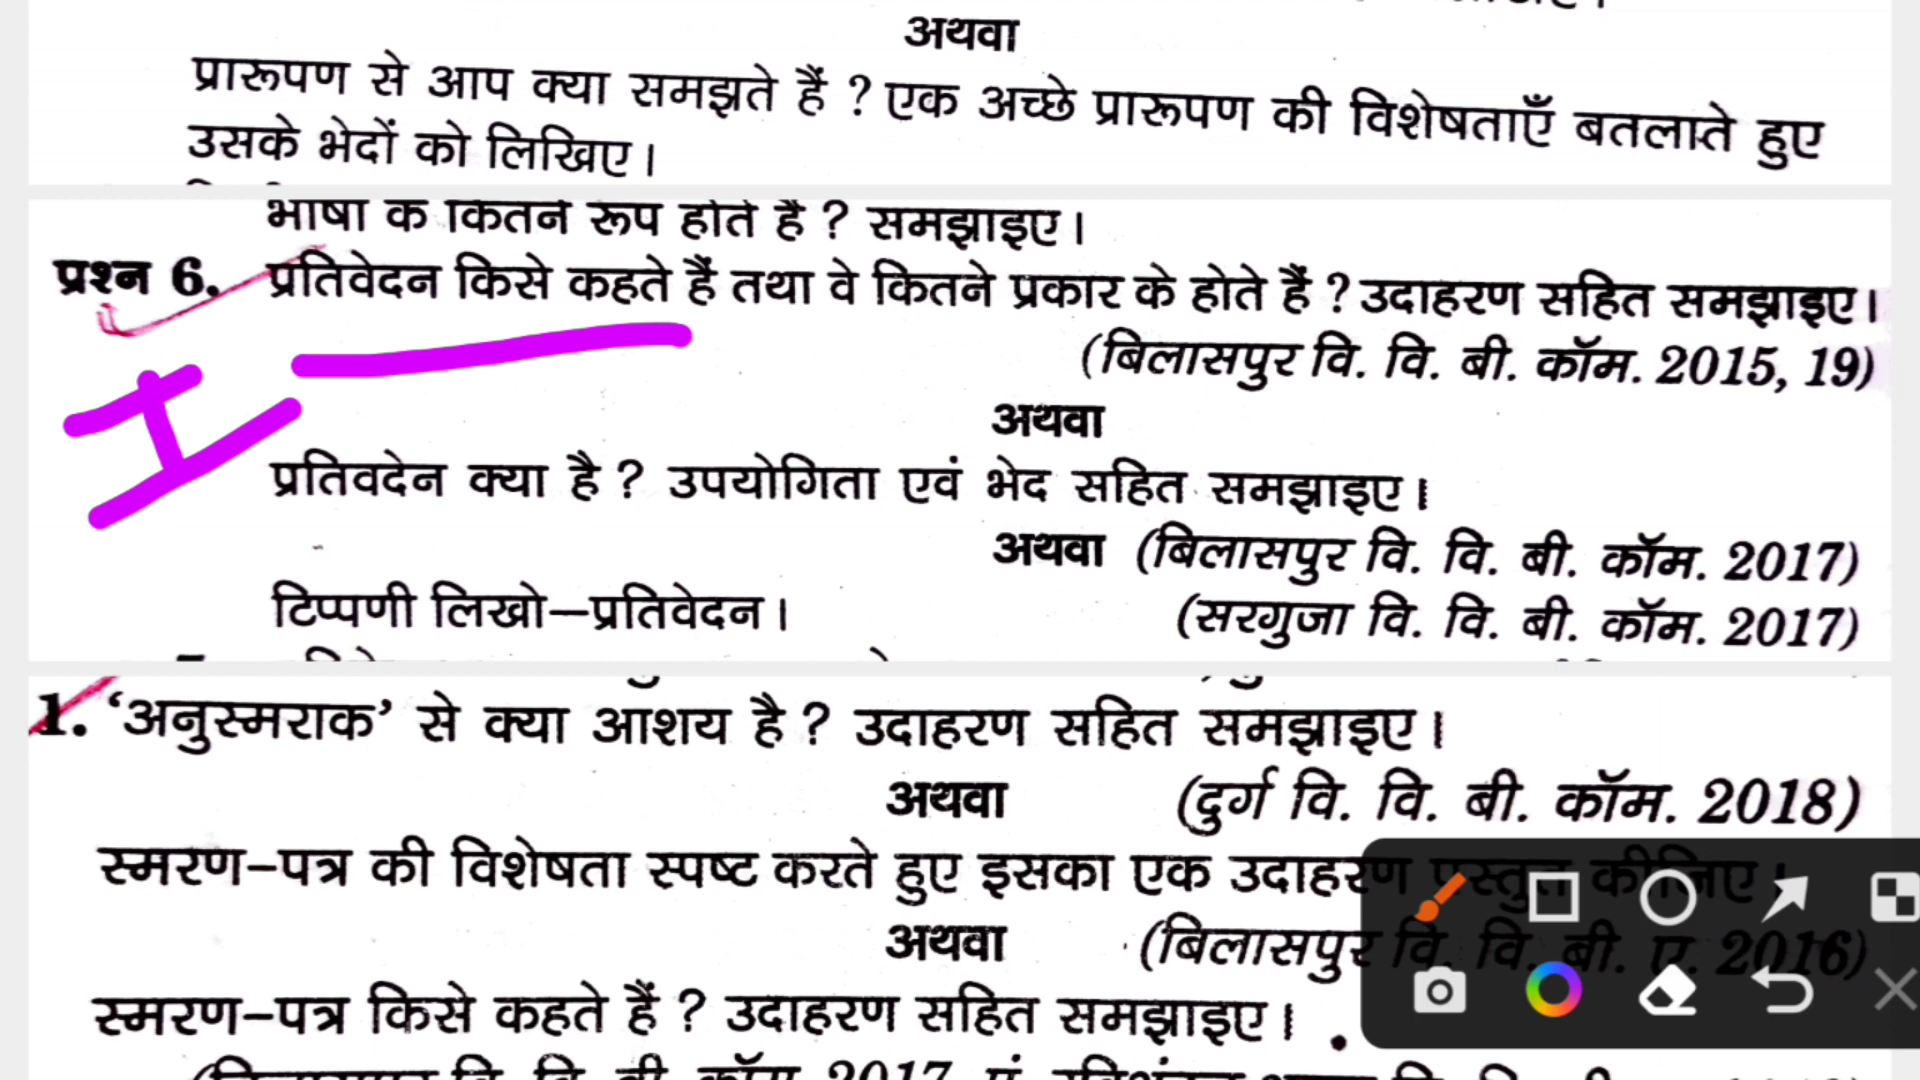 अथवा
प्रारूपण से आप क्या समझते हैं ? एक अच्छे प्रारूपण की विशेषताएँ बतलाते हुए
उसके भेदों को लिखिए।
भाषा के कितने रूप होते है ? समझाइए।
प्रश्न 6. प्रतिवेदन किसे कहते हैं तथा वे कितने प्रकार के होते हैं ? उदाहरण सहित समझाइए।
(बिलासपुर वि. वि. बी. कॉम. 2015, 19)
अथवा
प्रतिवदेन क्या है ? उपयोगिता एवं भेद सहित समझाइए।
अथवा (बिलासपुर वि. वि. बी. कॉम. 2017)
टिप्पणी लिखो–प्रतिवेदन। (सरगुजा वि. वि. बी. कॉम. 2017)
1. ‘अनुस्मराक’ से क्या आशय है ? उदाहरण सहित समझाइए।
अथवा (दुर्ग वि. वि. बी. कॉम. 2018)
स्मरण-पत्र की विशेषता स्पष्ट करते हुए इसका एक उदाहरण प्रस्तुत कीजिए।
अथवा (बिलासपुर वि. वि. बी. ए. 2016)
स्मरण-पत्र किसे कहते हैं ? उदाहरण सहित समझाइए।
2017